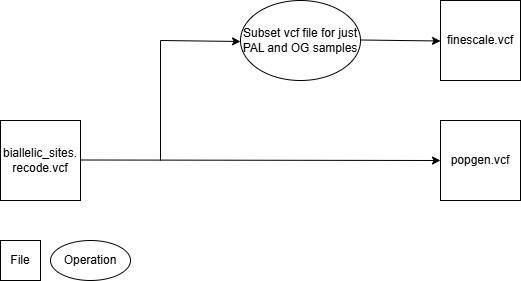 Subset vcf file for just
PAL and OG samples
finescale.vcf
biallelic_sites.
recode.vcf
popgen.vcf
File
Operation